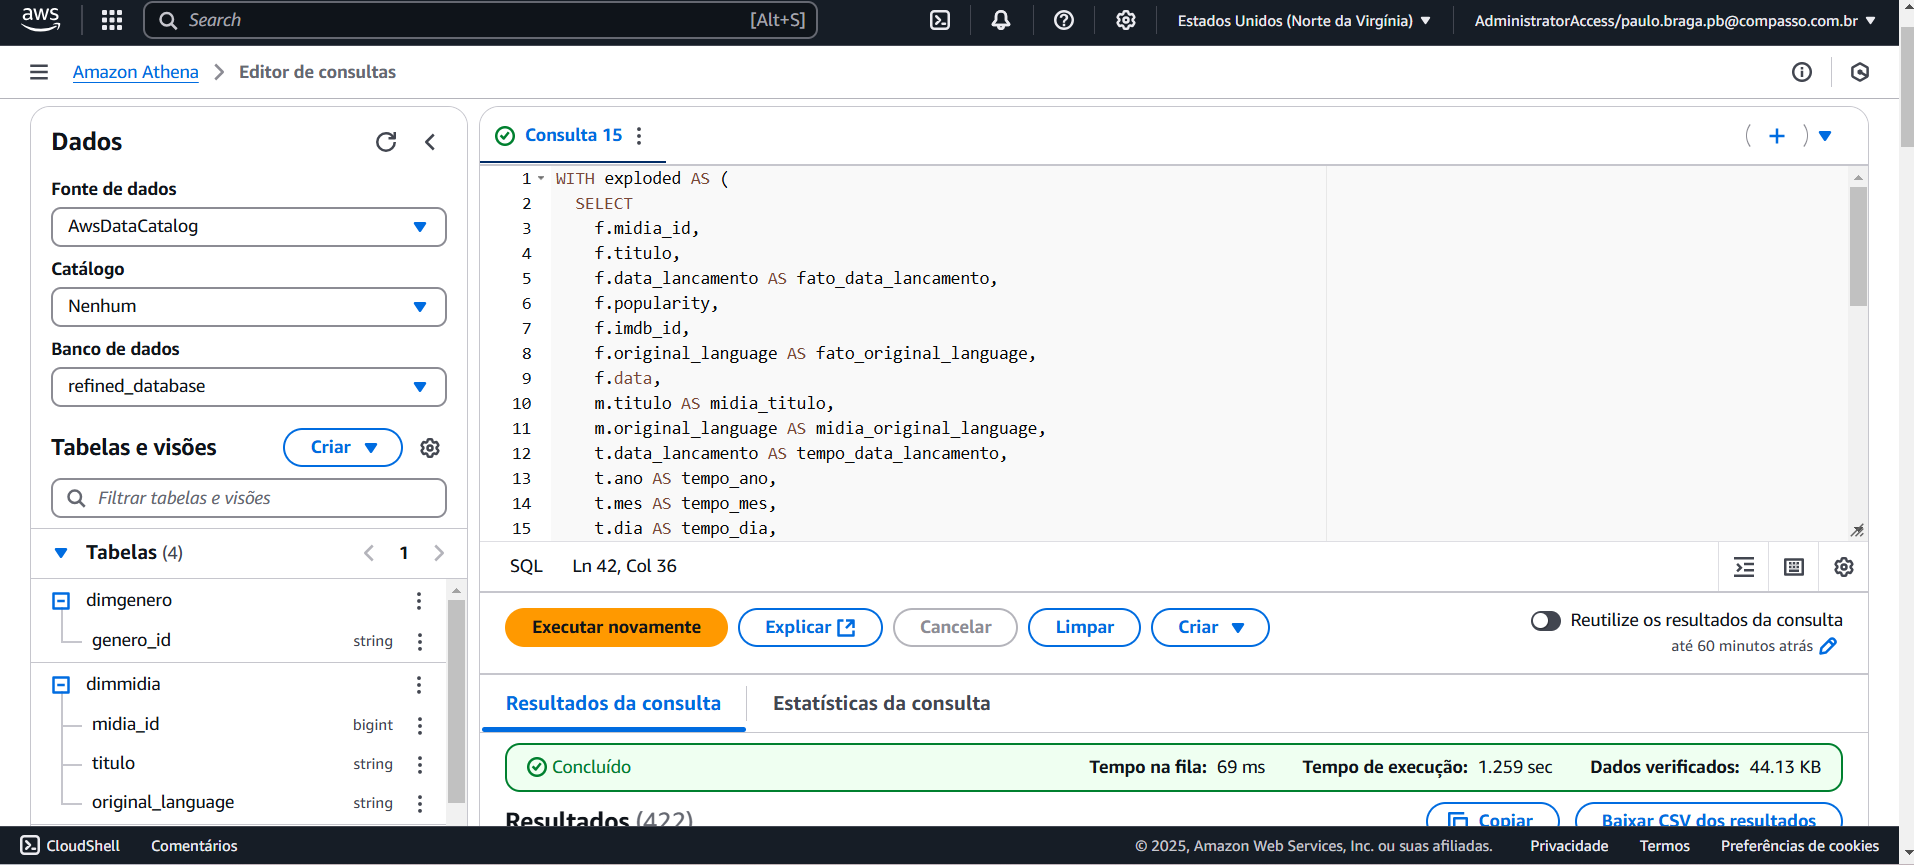 aws
Search [Alt+S]
Estados Unidos (Norte da Virgínia)
AdministratorAccess/paulo.braga.pb@compasso.com.br
Amazon Athena > Editor de consultas
Dados
Fonte de dados
AwsDataCatalog
Catálogo
Nenhum
Banco de dados
refined_database
Tabelas e visões
Criar
Filtrar tabelas e visões
Tabelas (4)
1
dimgenero
genero_id string
dimmidia
midia_id bigint
titulo string
original_language string
Consulta 15
1 WITH exploded AS (
2 SELECT
3 f.midia_id,
4 f.titulo,
5 f.data_lancamento AS fato_data_lancamento,
6 f.popularity,
7 f.imdb_id,
8 f.original_language AS fato_original_language,
9 f.data,
10 m.titulo AS midia_titulo,
11 m.original_language AS midia_original_language,
12 t.data_lancamento AS tempo_data_lancamento,
13 t.ano AS tempo_ano,
14 t.mes AS tempo_mes,
15 t.dia AS tempo_dia,
SQL Ln 42, Col 36
Executar novamente
Explicar
Cancelar
Limpar
Criar
Reutilize os resultados da consulta
até 60 minutos atrás
Resultados da consulta
Estatísticas da consulta
Concluído
Tempo na fila: 69 ms
Tempo de execução: 1.259 sec
Dados verificados: 44.13 KB
Resultados (422)
Copiar
Baixar CSV dos resultados
CloudShell
Comentários
© 2025, Amazon Web Services, Inc. ou suas afiliadas.
Privacidade
Termos
Preferências de cookies